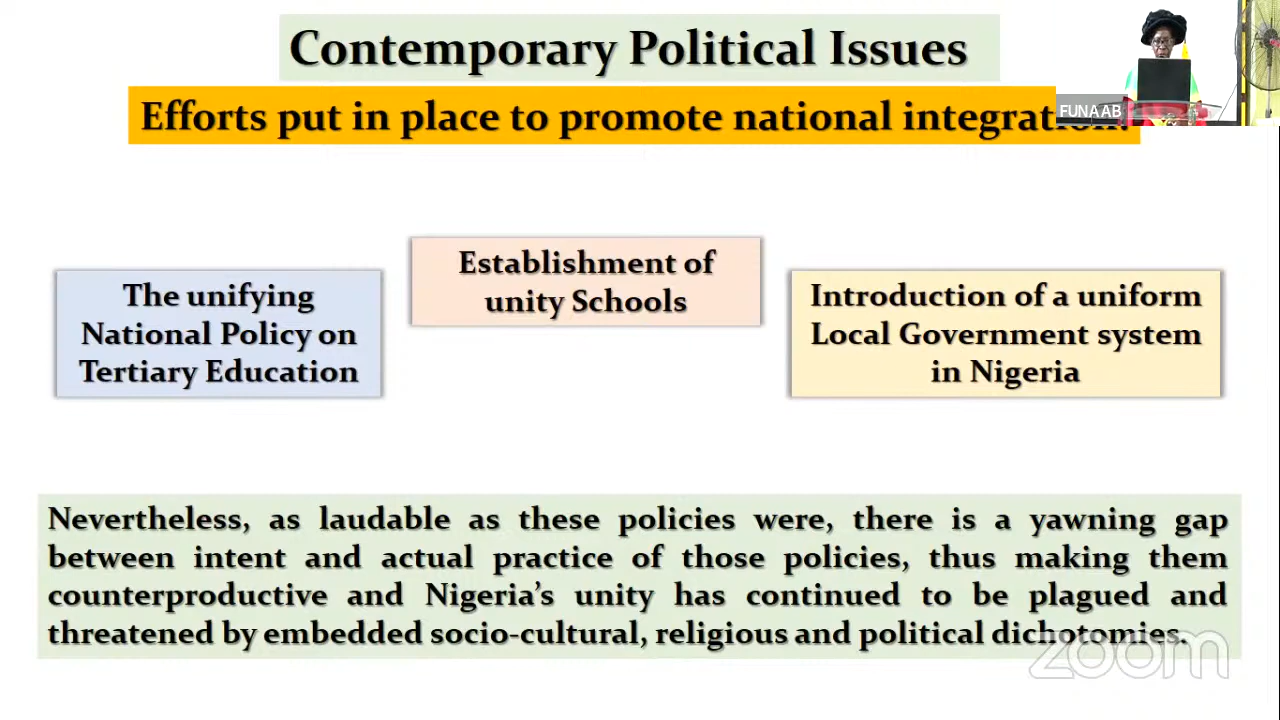 Contemporary Political Issues
Efforts put in place to promote national integration.
FUNAAB
Establishment of
unity Schools
The unifying
National Policy on
Tertiary Education
Introduction of a uniform
Local Government system
in Nigeria
Nevertheless, as laudable as these policies were, there is a yawning gap
between intent and actual practice of those policies, thus making them
counterproductive and Nigeria’s unity has continued to be plagued and
threatened by embedded socio-cultural, religious and political dichotomies.
zoom